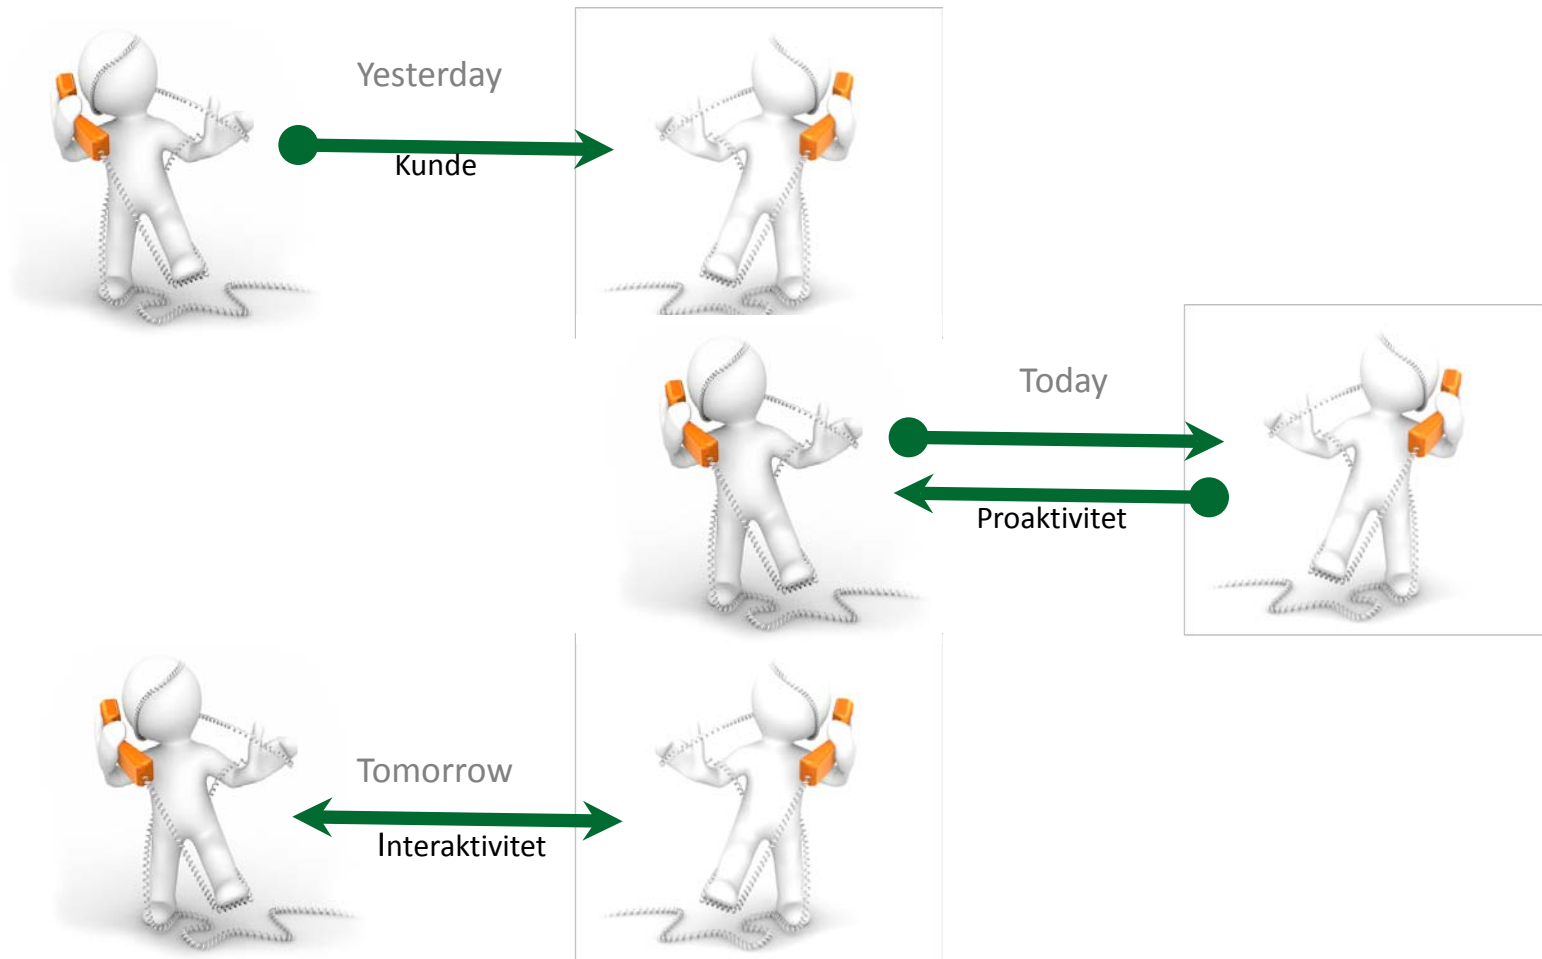 Yesterday
Kunde
Today
Proaktivitet
Tomorrow
Interaktivitet